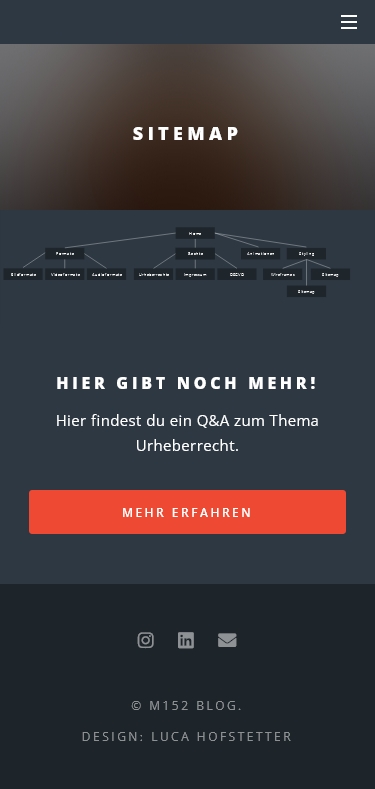 SITEMAP
Home
Formate Rechte Animationen Styling
Bildformate Videoformate Audioformate Urheberrechte Impressum DSGVO Wireframes Sitemap
Sitemap
HIER GIBT NOCH MEHR!
Hier findest du ein Q&A zum Thema
Urheberrecht.
MEHR ERFAHREN
© M152 BLOG.
DESIGN: LUCA HOFSTETTER